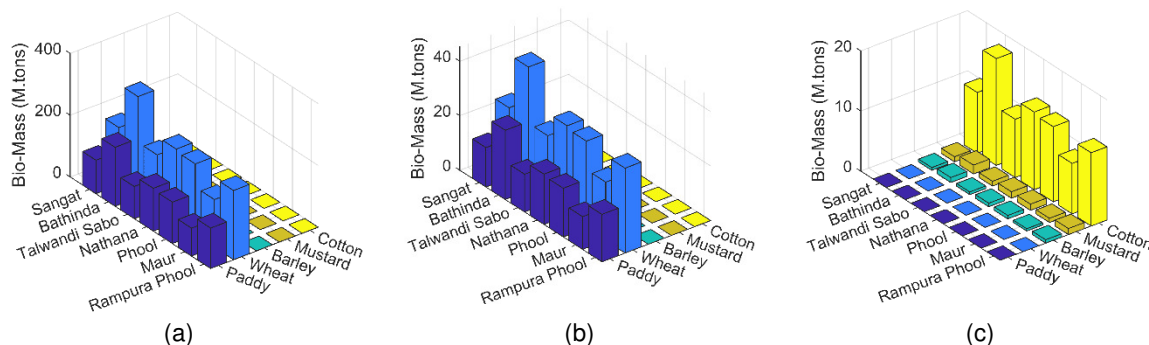 Bio-Mass (M.tons)
400
200
0
Sangat
Bathinda
Talwandi Sabo
Nathana
Phool
Maur
Rampura Phool
Paddy
Wheat
Barley
Mustard
Cotton
(a)
Bio-Mass (M.tons)
40
20
0
Sangat
Bathinda
Talwandi Sabo
Nathana
Phool
Maur
Rampura Phool
Paddy
Wheat
Barley
Mustard
Cotton
(b)
Bio-Mass (M.tons)
20
10
0
Sangat
Bathinda
Talwandi Sabo
Nathana
Phool
Maur
Rampura Phool
Paddy
Wheat
Barley
Mustard
Cotton
(c)